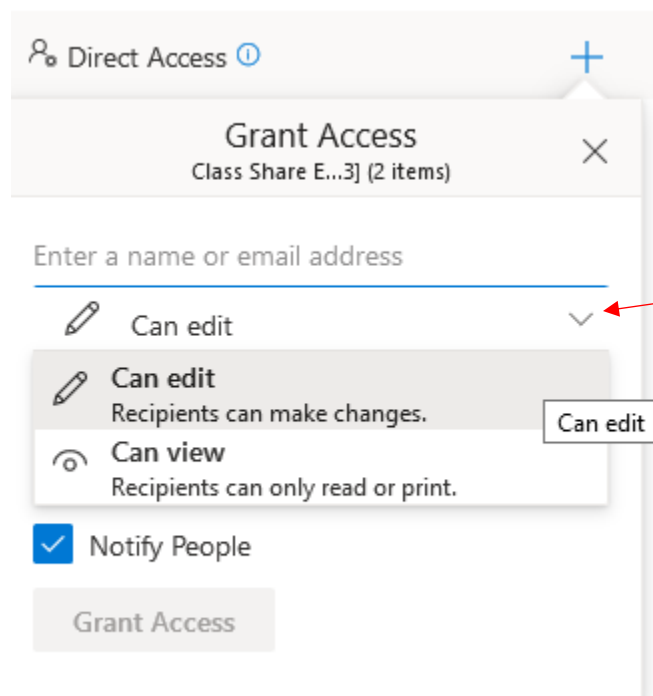 Direct Access
Grant Access
Class Share E...3] (2 items)
Enter a name or email address
Can edit
Can edit
Recipients can make changes.
Can edit
Can view
Recipients can only read or print.
Notify People
Grant Access